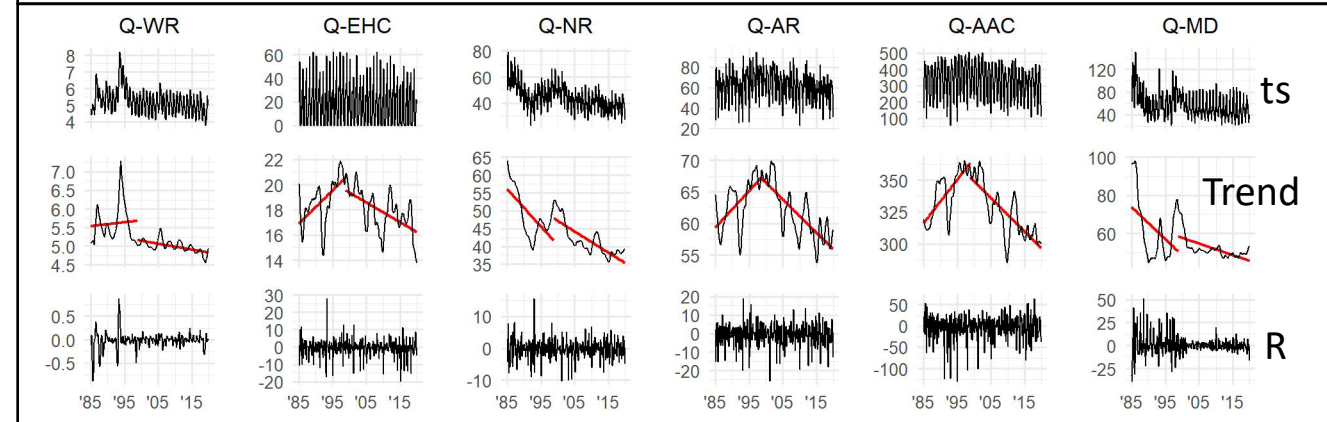 Q-WR Q-EHC Q-NR Q-AR Q-AAC Q-MD
8 7 6 5 4
60 40 20 0
80 60 40
80 60 40 20
500 400 300 200 100
120 80 40
ts
7.0 6.5 6.0 5.5 5.0 4.5
22 20 18 16 14
65 60 55 50 45 40 35
70 65 60 55
350 325 300
100 80 60
Trend
0.5 0.0 -0.5
30 20 10 0 -10 -20
10 0 -10
20 10 0 -10 -20
50 0 -50 -100
50 25 0 -25
R
'85 '95 '05 '15 '85 '95 '05 '15 '85 '95 '05 '15 '85 '95 '05 '15 '85 '95 '05 '15 '85 '95 '05 '15